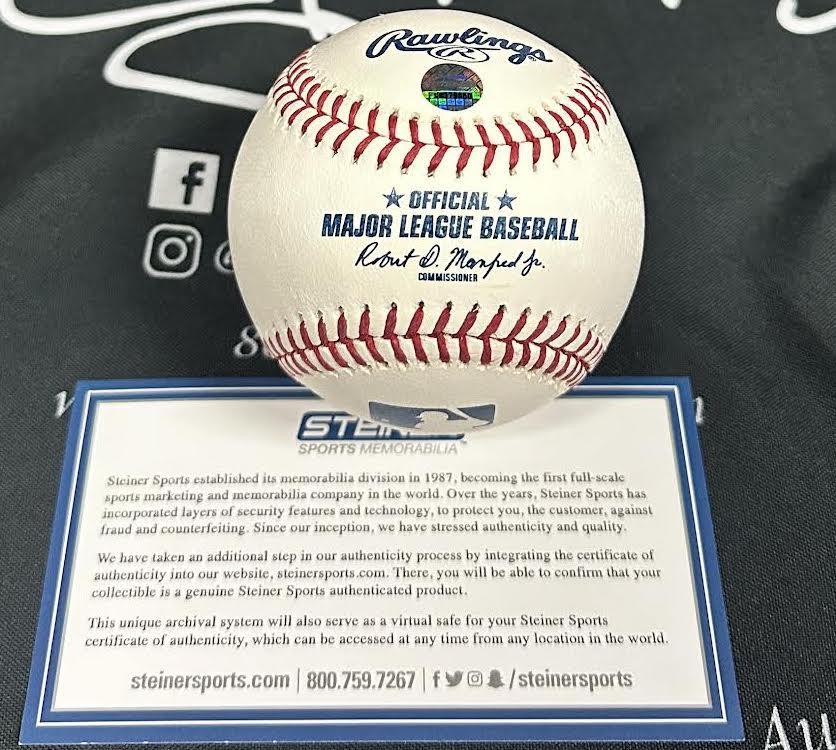 Rawlings
R
OFFICIAL
MAJOR LEAGUE BASEBALL
Robert D. Manfred Jr.
COMMISSIONER
f
STEINER
SPORTS MEMORABILIA
Steiner Sports established its memorabilia division in 1987, becoming the first full-scale
sports marketing and memorabilia company in the world. Over the years, Steiner Sports has
incorporated layers of security features and technology, to protect you, the customer, against
fraud and counterfeiting. Since our inception, we have stressed authenticity and quality.
We have taken an additional step in our authenticity process by integrating the certificate of
authenticity into our website, steinersports.com. There, you will be able to confirm that your
collectible is a genuine Steiner Sports authenticated product.
This unique archival system will also serve as a virtual safe for your Steiner Sports
certificate of authenticity, which can be accessed at any time from any location in the world.
steinersports.com | 800.759.7267 | f /steinersports
Au